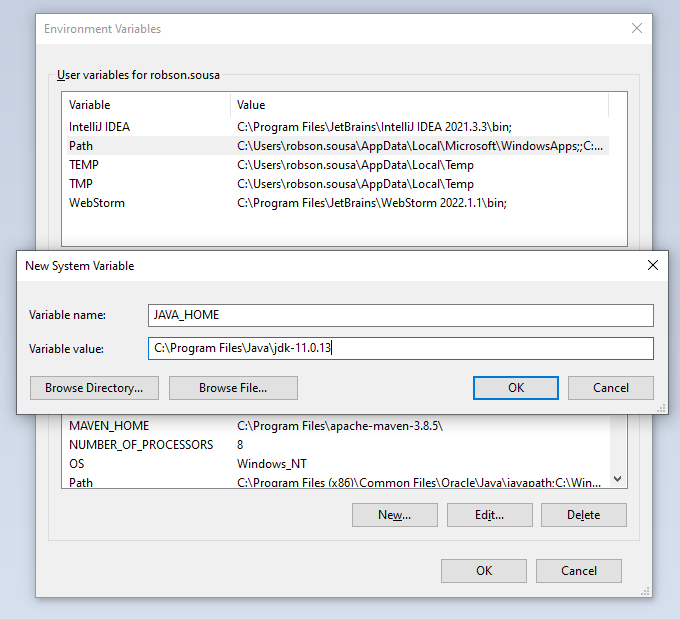 Environment Variables
User variables for robson.sousa
Variable Value
IntelliJ IDEA C:\Program Files\JetBrains\IntelliJ IDEA 2021.3.3\bin;
Path C:\Users\robson.sousa\AppData\Local\Microsoft\WindowsApps;;C:...
TEMP C:\Users\robson.sousa\AppData\Local\Temp
TMP C:\Users\robson.sousa\AppData\Local\Temp
WebStorm C:\Program Files\JetBrains\WebStorm 2022.1.1\bin;
New System Variable
Variable name: JAVA_HOME
Variable value: C:\Program Files\Java\jdk-11.0.13
Browse Directory... Browse File... OK Cancel
MAVEN_HOME C:\Program Files\apache-maven-3.8.5\
NUMBER_OF_PROCESSORS 8
OS Windows_NT
Path C:\Program Files (x86)\Common Files\Oracle\Java\javapath;C:\Win...
New... Edit... Delete
OK Cancel